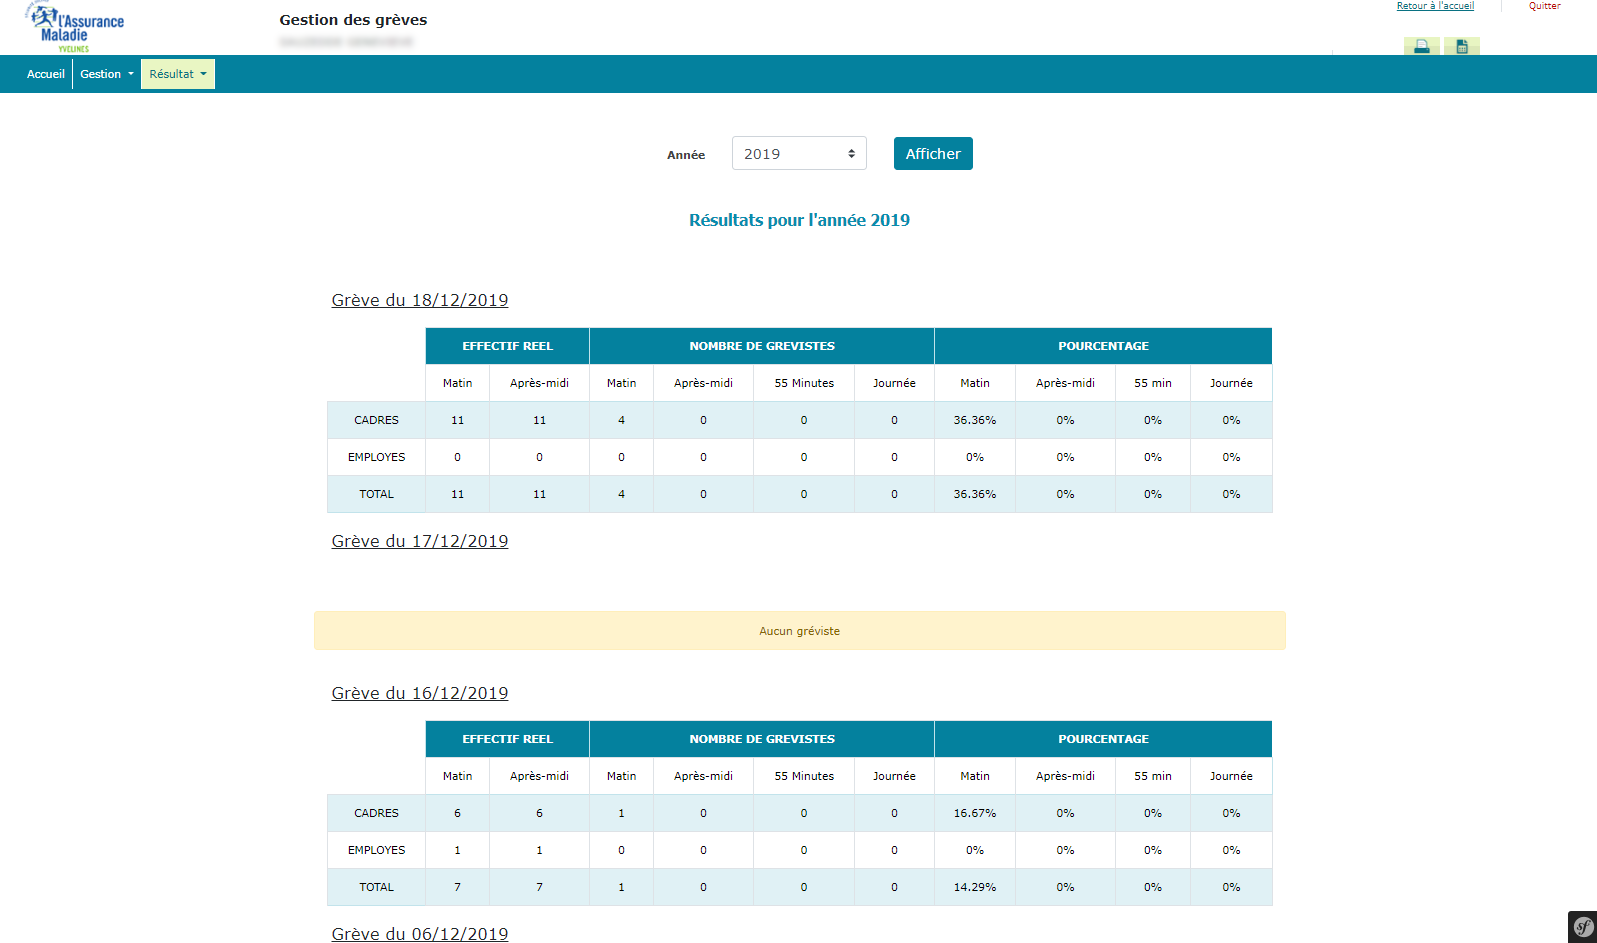 l'Assurance
Maladie
YVELINES
Gestion des grèves
Retour à l'accueil
Quitter
Accueil Gestion Résultat
Année 2019 Afficher
Résultats pour l'année 2019
Grève du 18/12/2019
EFFECTIF REEL NOMBRE DE GREVISTES POURCENTAGE
Matin Après-midi Matin Après-midi 55 Minutes Journée Matin Après-midi 55 min Journée
CADRES 11 11 4 0 0 0 36.36% 0% 0% 0%
EMPLOYES 0 0 0 0 0 0 0% 0% 0% 0%
TOTAL 11 11 4 0 0 0 36.36% 0% 0% 0%
Grève du 17/12/2019
Aucun gréviste
Grève du 16/12/2019
EFFECTIF REEL NOMBRE DE GREVISTES POURCENTAGE
Matin Après-midi Matin Après-midi 55 Minutes Journée Matin Après-midi 55 min Journée
CADRES 6 6 1 0 0 0 16.67% 0% 0% 0%
EMPLOYES 1 1 0 0 0 0 0% 0% 0% 0%
TOTAL 7 7 1 0 0 0 14.29% 0% 0% 0%
Grève du 06/12/2019
sf